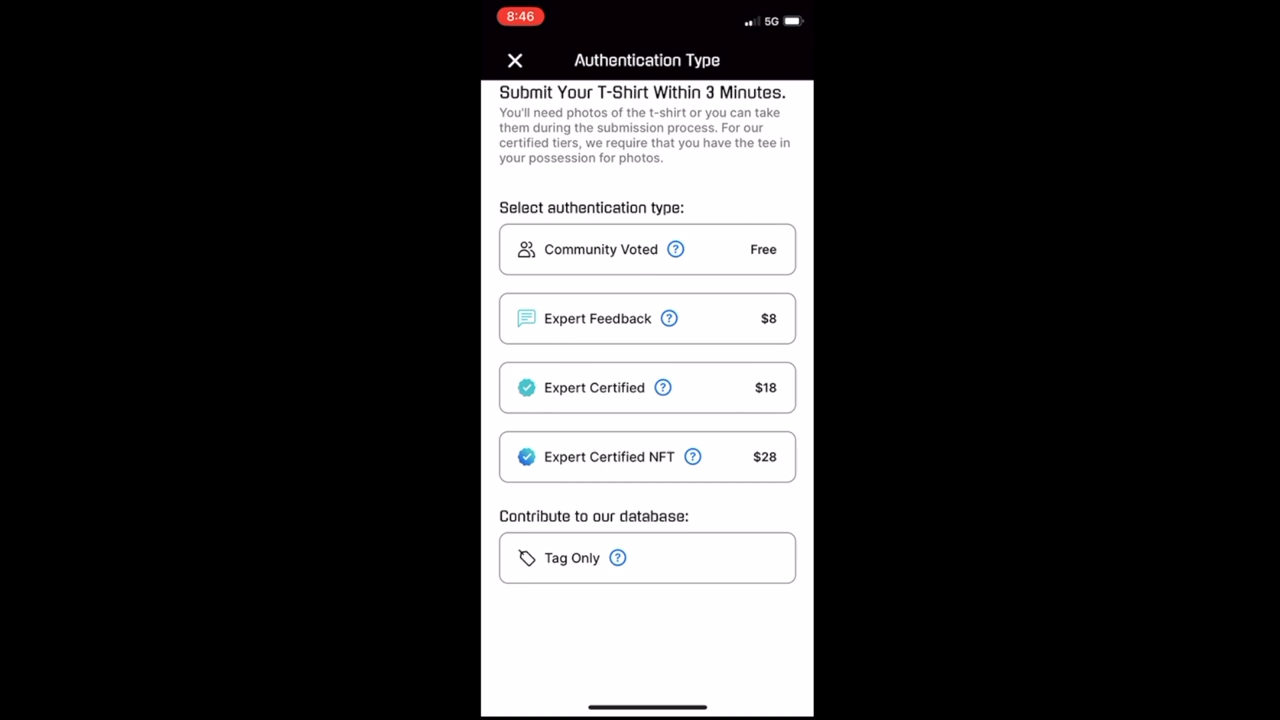 8:46
5G
Authentication Type
Submit Your T-Shirt Within 3 Minutes.
You'll need photos of the t-shirt or you can take
them during the submission process. For our
certified tiers, we require that you have the tee in
your possession for photos.
Select authentication type:
Community Voted ? Free
Expert Feedback ? $8
Expert Certified ? $18
Expert Certified NFT ? $28
Contribute to our database:
Tag Only ?